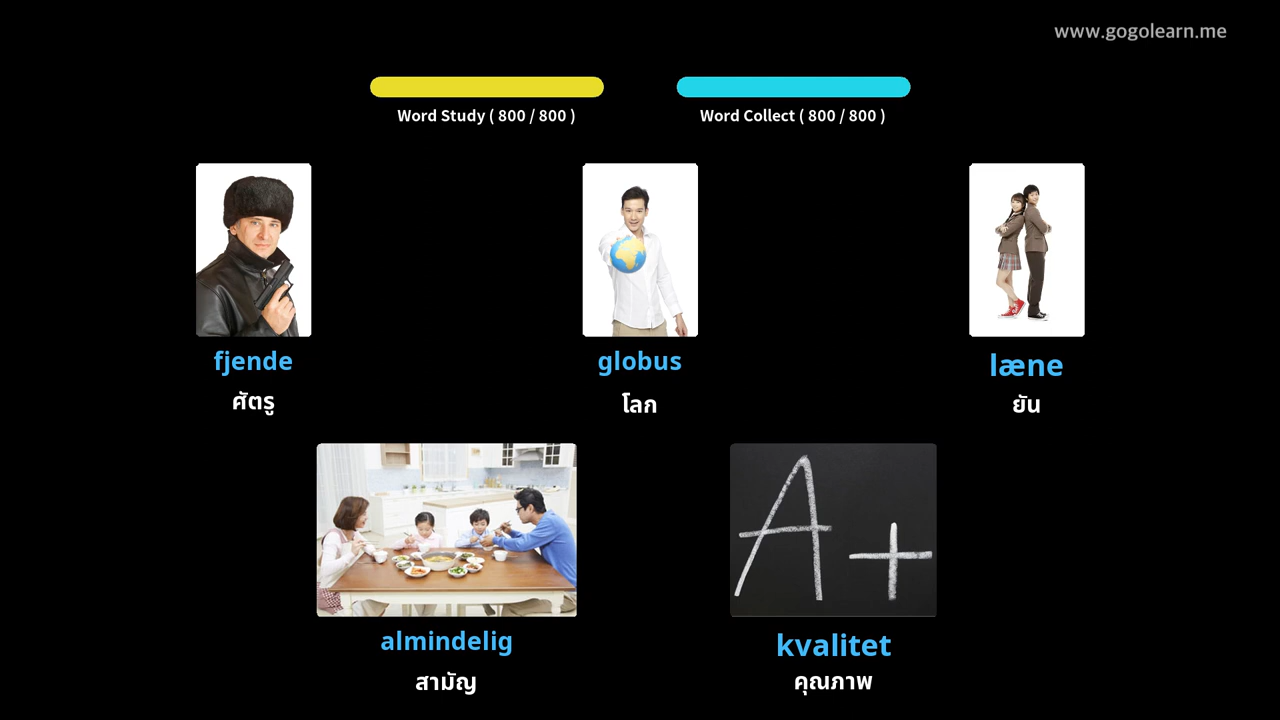 www.gogolearn.me
Word Study ( 800 / 800 )
Word Collect ( 800 / 800 )
fjende
globus
læne
ศัตรู
โลก
ยัน
A+
almindelig
kvalitet
สามัญ
คุณภาพ